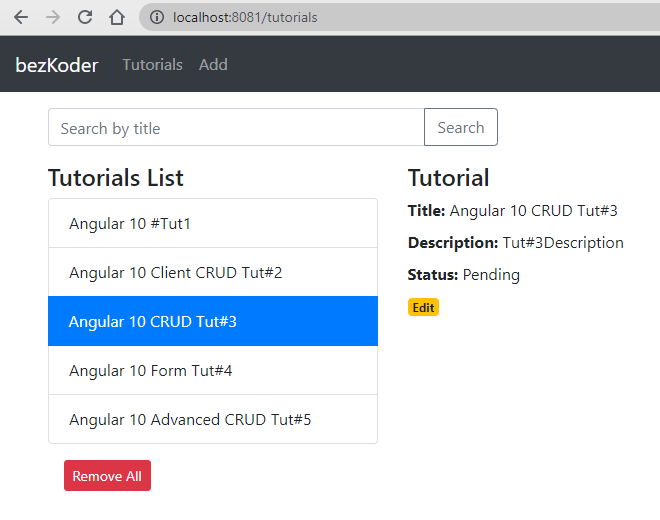 localhost:8081/tutorials
bezKoder Tutorials Add
Search by title Search
Tutorials List
Angular 10 #Tut1
Angular 10 Client CRUD Tut#2
Angular 10 CRUD Tut#3
Angular 10 Form Tut#4
Angular 10 Advanced CRUD Tut#5
Remove All
Tutorial
Title: Angular 10 CRUD Tut#3
Description: Tut#3Description
Status: Pending
Edit